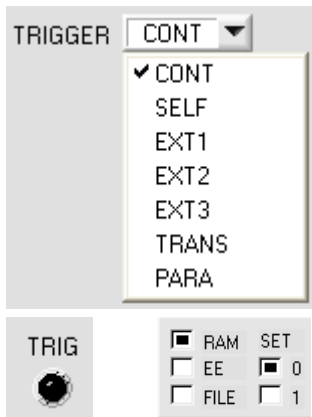 TRIGGER CONT
CONT
SELF
EXT1
EXT2
EXT3
TRANS
PARA
TRIG
RAM SET
EE 0
FILE 1